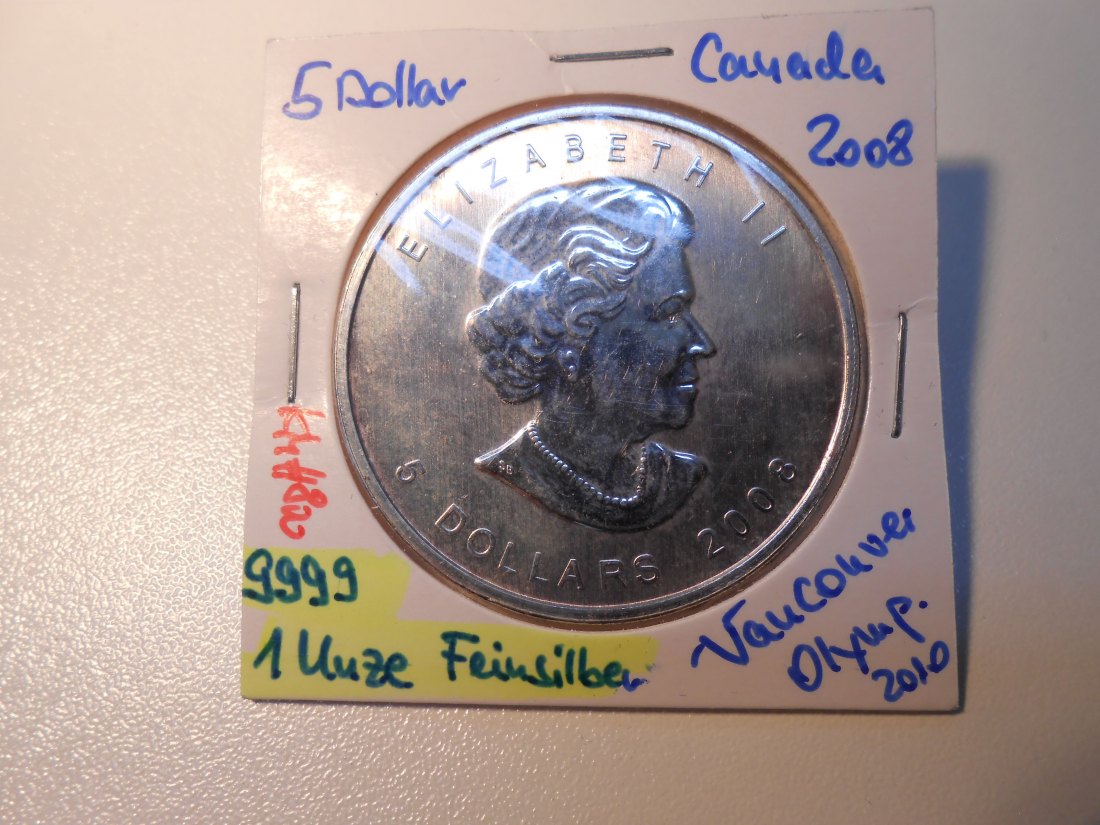 5 Dollar
Canada
2008
ELIZABETH II
SB
5 DOLLARS 2008
9999
1 Unze Feinsilber
Vancouver
Olymp.
2010